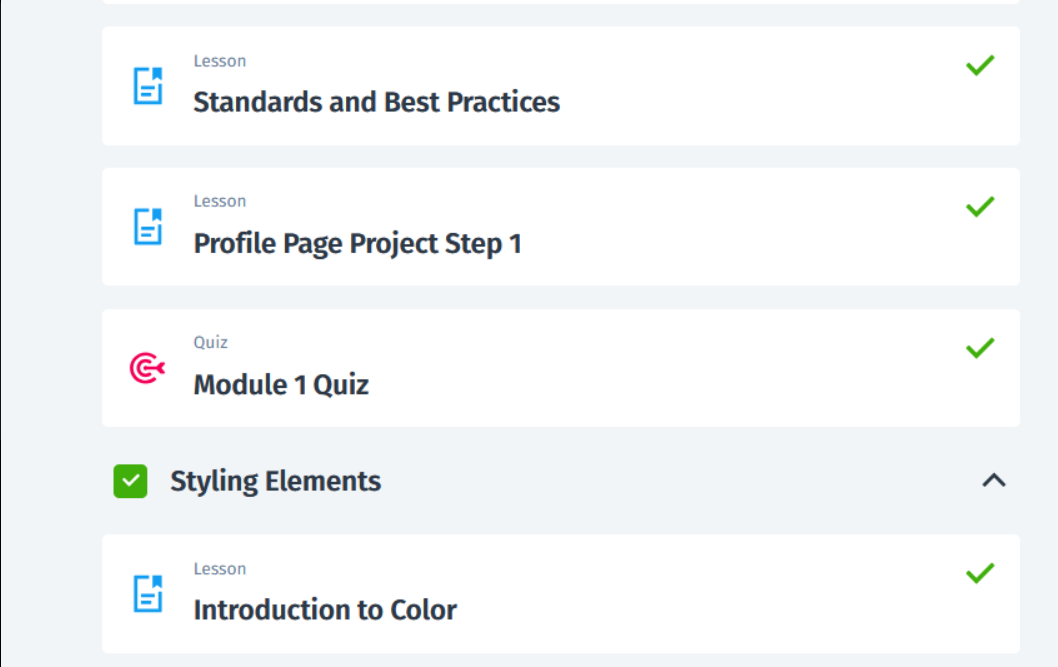 Lesson
Standards and Best Practices
Lesson
Profile Page Project Step 1
Quiz
Module 1 Quiz
Styling Elements
Lesson
Introduction to Color